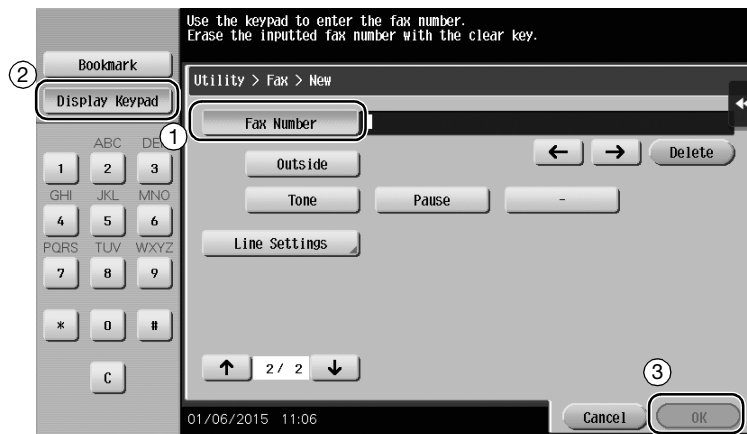 Use the keypad to enter the fax number.
Erase the inputted fax number with the clear key.
2
Bookmark
Display Keypad
Utility > Fax > New
1
Fax Number
ABC DE
1 2 3
Outside
← → Delete
GHI JKL MNO
4 5 6
Tone Pause -
PQRS TUV WXYZ
7 8 9
Line Settings
* 0 #
↑ 2/ 2 ↓
C
3
01/06/2015 11:06
Cancel OK